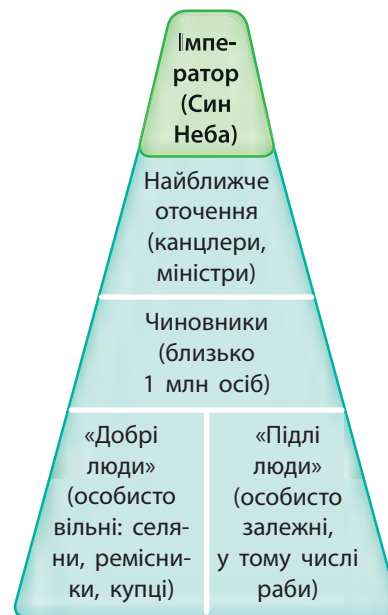 Імпе-
ратор
(Син
Неба)
Найближче
оточення
(канцлери,
міністри)
Чиновники
(близько
1 млн осіб)
«Добрі
люди»
(особисто
вільні: селя-
ни, ремісни-
ки, купці)
«Підлі
люди»
(особисто
залежні,
у тому числі
раби)